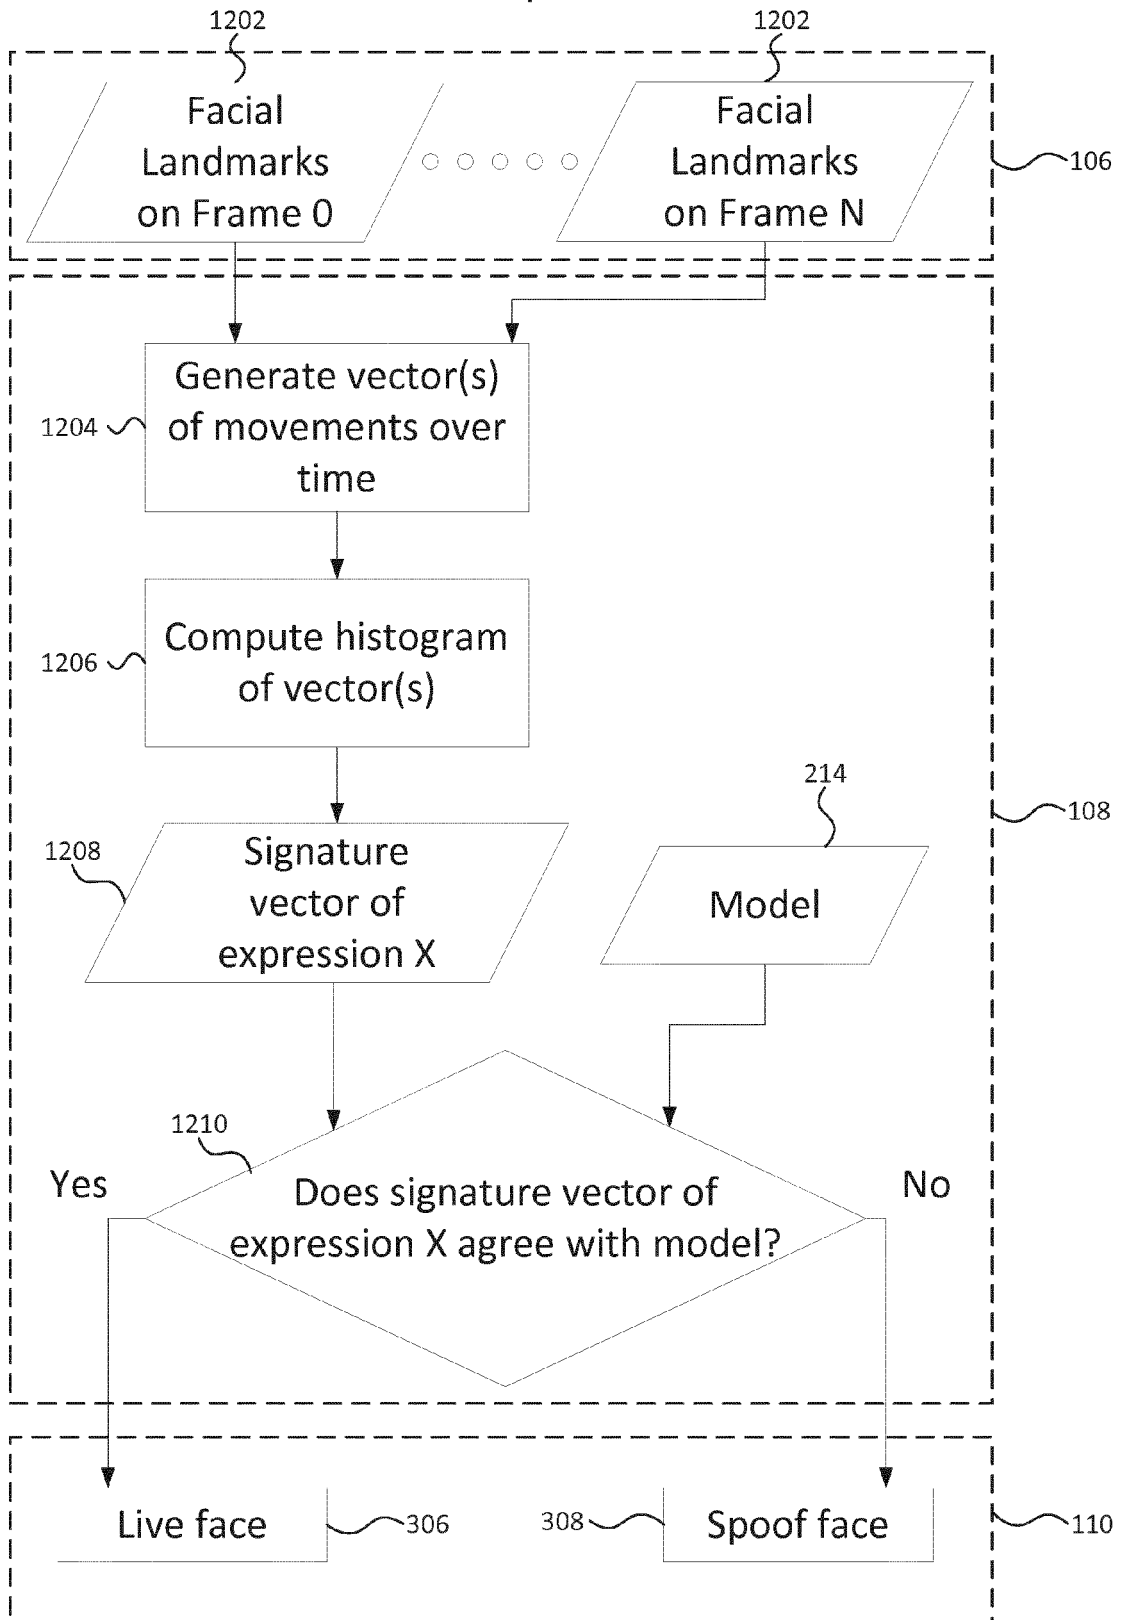 1202
1202
Facial
Landmarks
on Frame 0
Facial
Landmarks
on Frame N
106
Generate vector(s)
of movements over
time
1204
Compute histogram
of vector(s)
1206
214
108
1208
Signature
vector of
expression X
Model
1210
Yes
No
Does signature vector of
expression X agree with model?
Live face
306
308
Spoof face
110